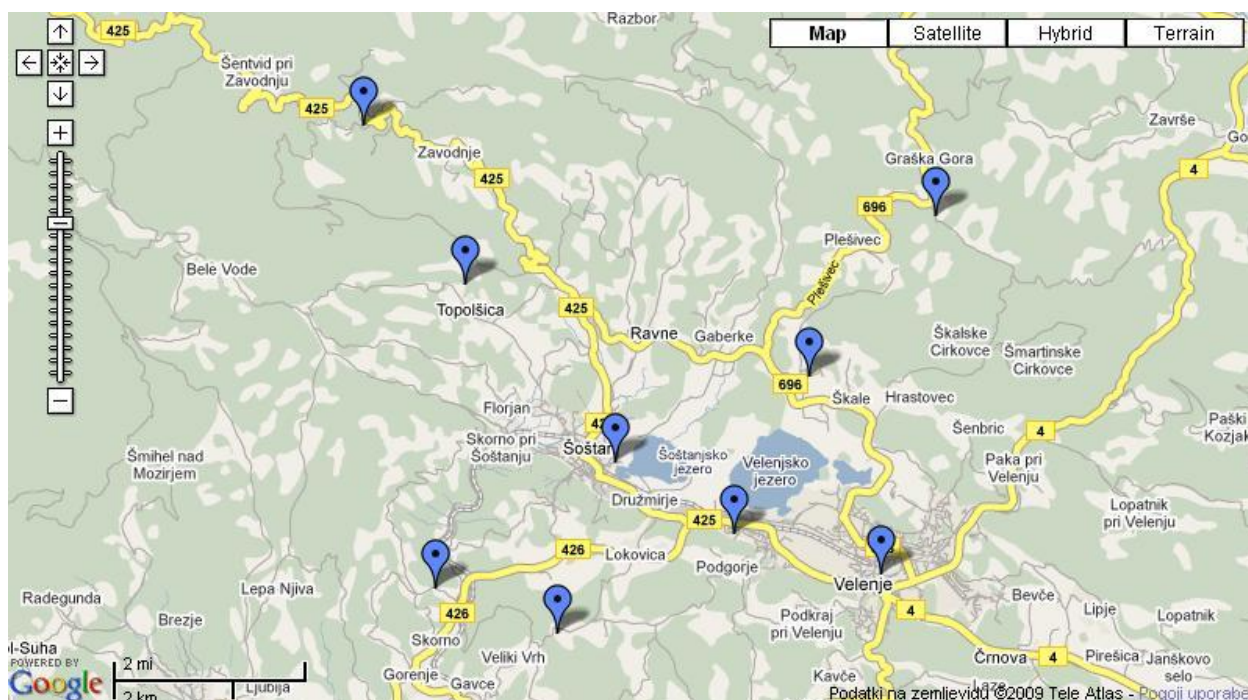 Razbor
425
Map Satellite Hybrid Terrain
Šentvid pri
Zavodnju
425
Završe
Zavodnje
Graška Gora
4
425
696
Plešivec
Bele Vode
Plešivec
Topolšica
425
Ravne
Gaberke
Škalske
Cirkovce
Šmartinske
Cirkovce
696
Škale
Hrastovec
Florjan
Paški
Kozjak
Šenbric
4
Skorno pri
Šoštanju
Šoštanj
Šoštanjsko
jezero
Velenjsko
jezero
Šmihel nad
Mozirjem
Paka pri
Velenju
Družmirje
Lopatnik
pri Velenju
425
426
Lokovica
Podgorje
Velenje
Lepa Njiva
Radegunda
Brezje
426
Bevče
Lipje
Lopatnik
4
Podkraj
pri Velenju
Skorno
ol-Suha
Veliki Vrh
Črnova
4
Pirešica
Janškovo
selo
POWERED BY
Google
2 mi
2 km
Ljubija
Gorenje
Gavce
Kavče
Laze
Podatki na zemljevidu ©2009 Tele Atlas - Pogoji uporabe